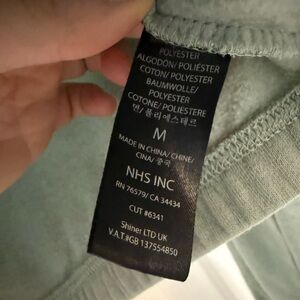 POLYESTER
ALGODÓN/ POLIÉSTER
COTON/ POLYESTER
BAUMWOLLE/
POLYESTER
COTONE/ POLIESTERE
면/ 폴리에스테르
M
MADE IN CHINA/ CHINE/
CINA/ 중국
NHS INC
RN 76579/ CA 34434
CUT #6341
Shiner LTD UK
V.A.T#GB 137554850